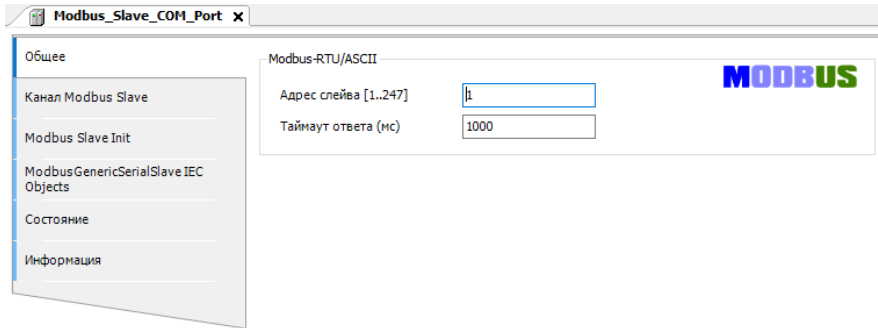 Modbus_Slave_COM_Port X
Общее
Канал Modbus Slave
Modbus Slave Init
ModbusGenericSerialSlave IEC
Objects
Состояние
Информация
Modbus-RTU/ASCII
MODBUS
Адрес слейва [1..247] 1
Таймаут ответа (мс) 1000